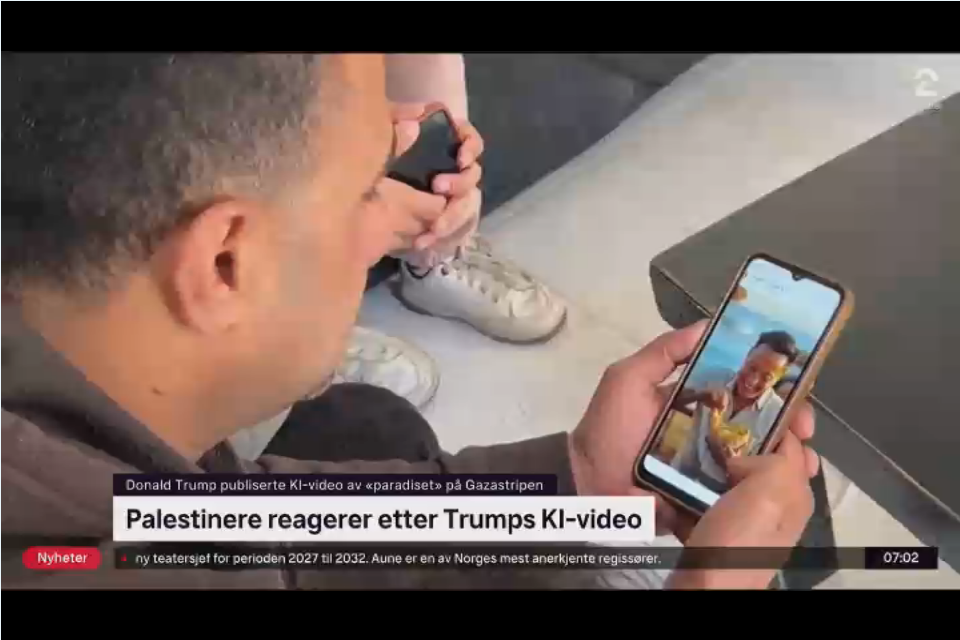 2
Donald Trump publiserte KI-video av «paradiset» på Gazastripen
Palestinere reagerer etter Trumps KI-video
Nyheter
ny teatersjef for perioden 2027 til 2032. Aune er en av Norges mest anerkjente regissører.
07:02